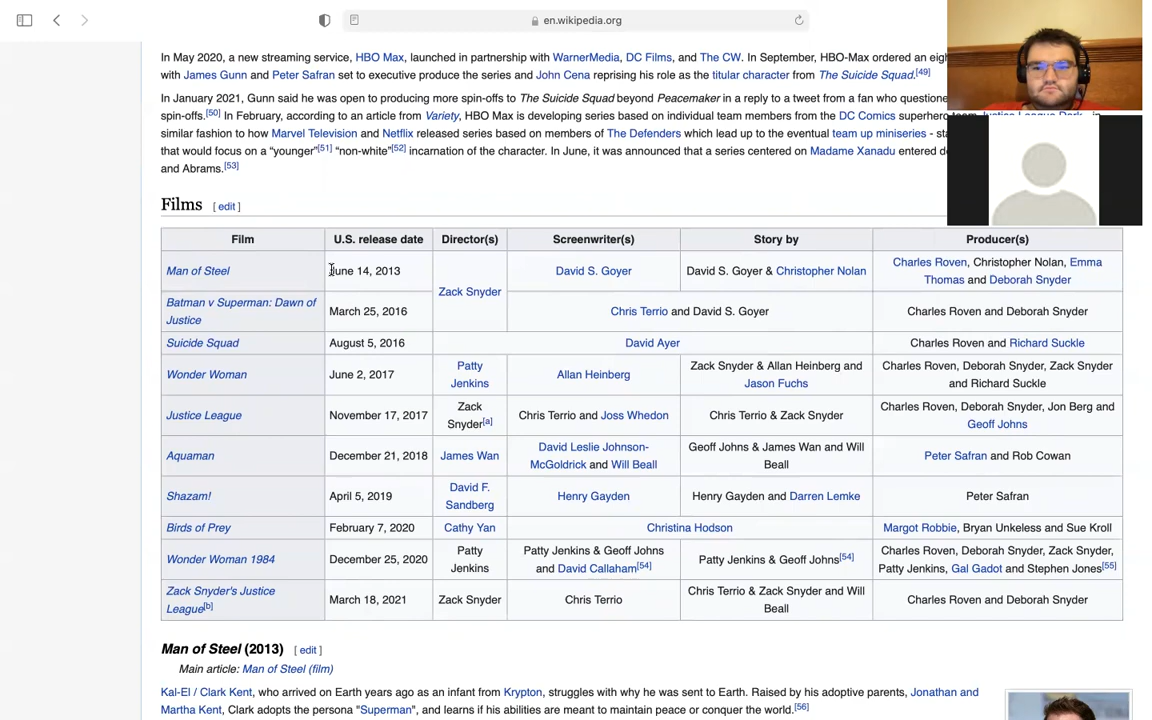 en.wikipedia.org
In May 2020, a new streaming service, HBO Max, launched in partnership with WarnerMedia, DC Films, and The CW. In September, HBO-Max ordered an
with James Gunn and Peter Safran set to executive produce the series and John Cena reprising his role as the titular character from The Suicide Squad.[49]
In January 2021, Gunn said he was open to producing more spin-offs to The Suicide Squad beyond Peacemaker in a reply to a tweet from a fan who
spin-offs.[50] In February, according to an article from Variety, HBO Max is developing series based on individual team members from the DC Comics superhero team, Justice League Dark, in
similar fashion to how Marvel Television and Netflix released series based on members of The Defenders which lead up to the eventual team up miniseries -
that would focus on a “younger”[51] “non-white”[52] incarnation of the character. In June, it was announced that a series centered on Madame Xanadu entered
and Abrams.[53]
Films [ edit ]
Film U.S. release date Director(s) Screenwriter(s) Story by Producer(s)
Man of Steel June 14, 2013 Zack Snyder David S. Goyer David S. Goyer & Christopher Nolan Charles Roven, Christopher Nolan, Emma
Thomas and Deborah Snyder
Batman v Superman: Dawn of
Justice March 25, 2016 Chris Terrio and David S. Goyer Charles Roven and Deborah Snyder
Suicide Squad August 5, 2016 David Ayer Charles Roven and Richard Suckle
Wonder Woman June 2, 2017 Patty
Jenkins Allan Heinberg Zack Snyder & Allan Heinberg and
Jason Fuchs Charles Roven, Deborah Snyder, Zack Snyder
and Richard Suckle
Justice League November 17, 2017 Zack
Snyder[a] Chris Terrio and Joss Whedon Chris Terrio & Zack Snyder Charles Roven, Deborah Snyder, Jon Berg and
Geoff Johns
Aquaman December 21, 2018 James Wan David Leslie Johnson-
McGoldrick and Will Beall Geoff Johns & James Wan and Will
Beall Peter Safran and Rob Cowan
Shazam! April 5, 2019 David F.
Sandberg Henry Gayden Henry Gayden and Darren Lemke Peter Safran
Birds of Prey February 7, 2020 Cathy Yan Christina Hodson Margot Robbie, Bryan Unkeless and Sue Kroll
Wonder Woman 1984 December 25, 2020 Patty
Jenkins Patty Jenkins & Geoff Johns
and David Callaham[54] Patty Jenkins & Geoff Johns[54] Charles Roven, Deborah Snyder, Zack Snyder,
Patty Jenkins, Gal Gadot and Stephen Jones[55]
Zack Snyder's Justice
League[b] March 18, 2021 Zack Snyder Chris Terrio Chris Terrio & Zack Snyder and Will
Beall Charles Roven and Deborah Snyder
Man of Steel (2013) [ edit ]
Main article: Man of Steel (film)
Kal-El / Clark Kent, who arrived on Earth years ago as an infant from Krypton, struggles with why he was sent to Earth. Raised by his adoptive parents, Jonathan and
Martha Kent, Clark adopts the persona "Superman", and learns if his abilities are meant to maintain peace or conquer the world.[56]